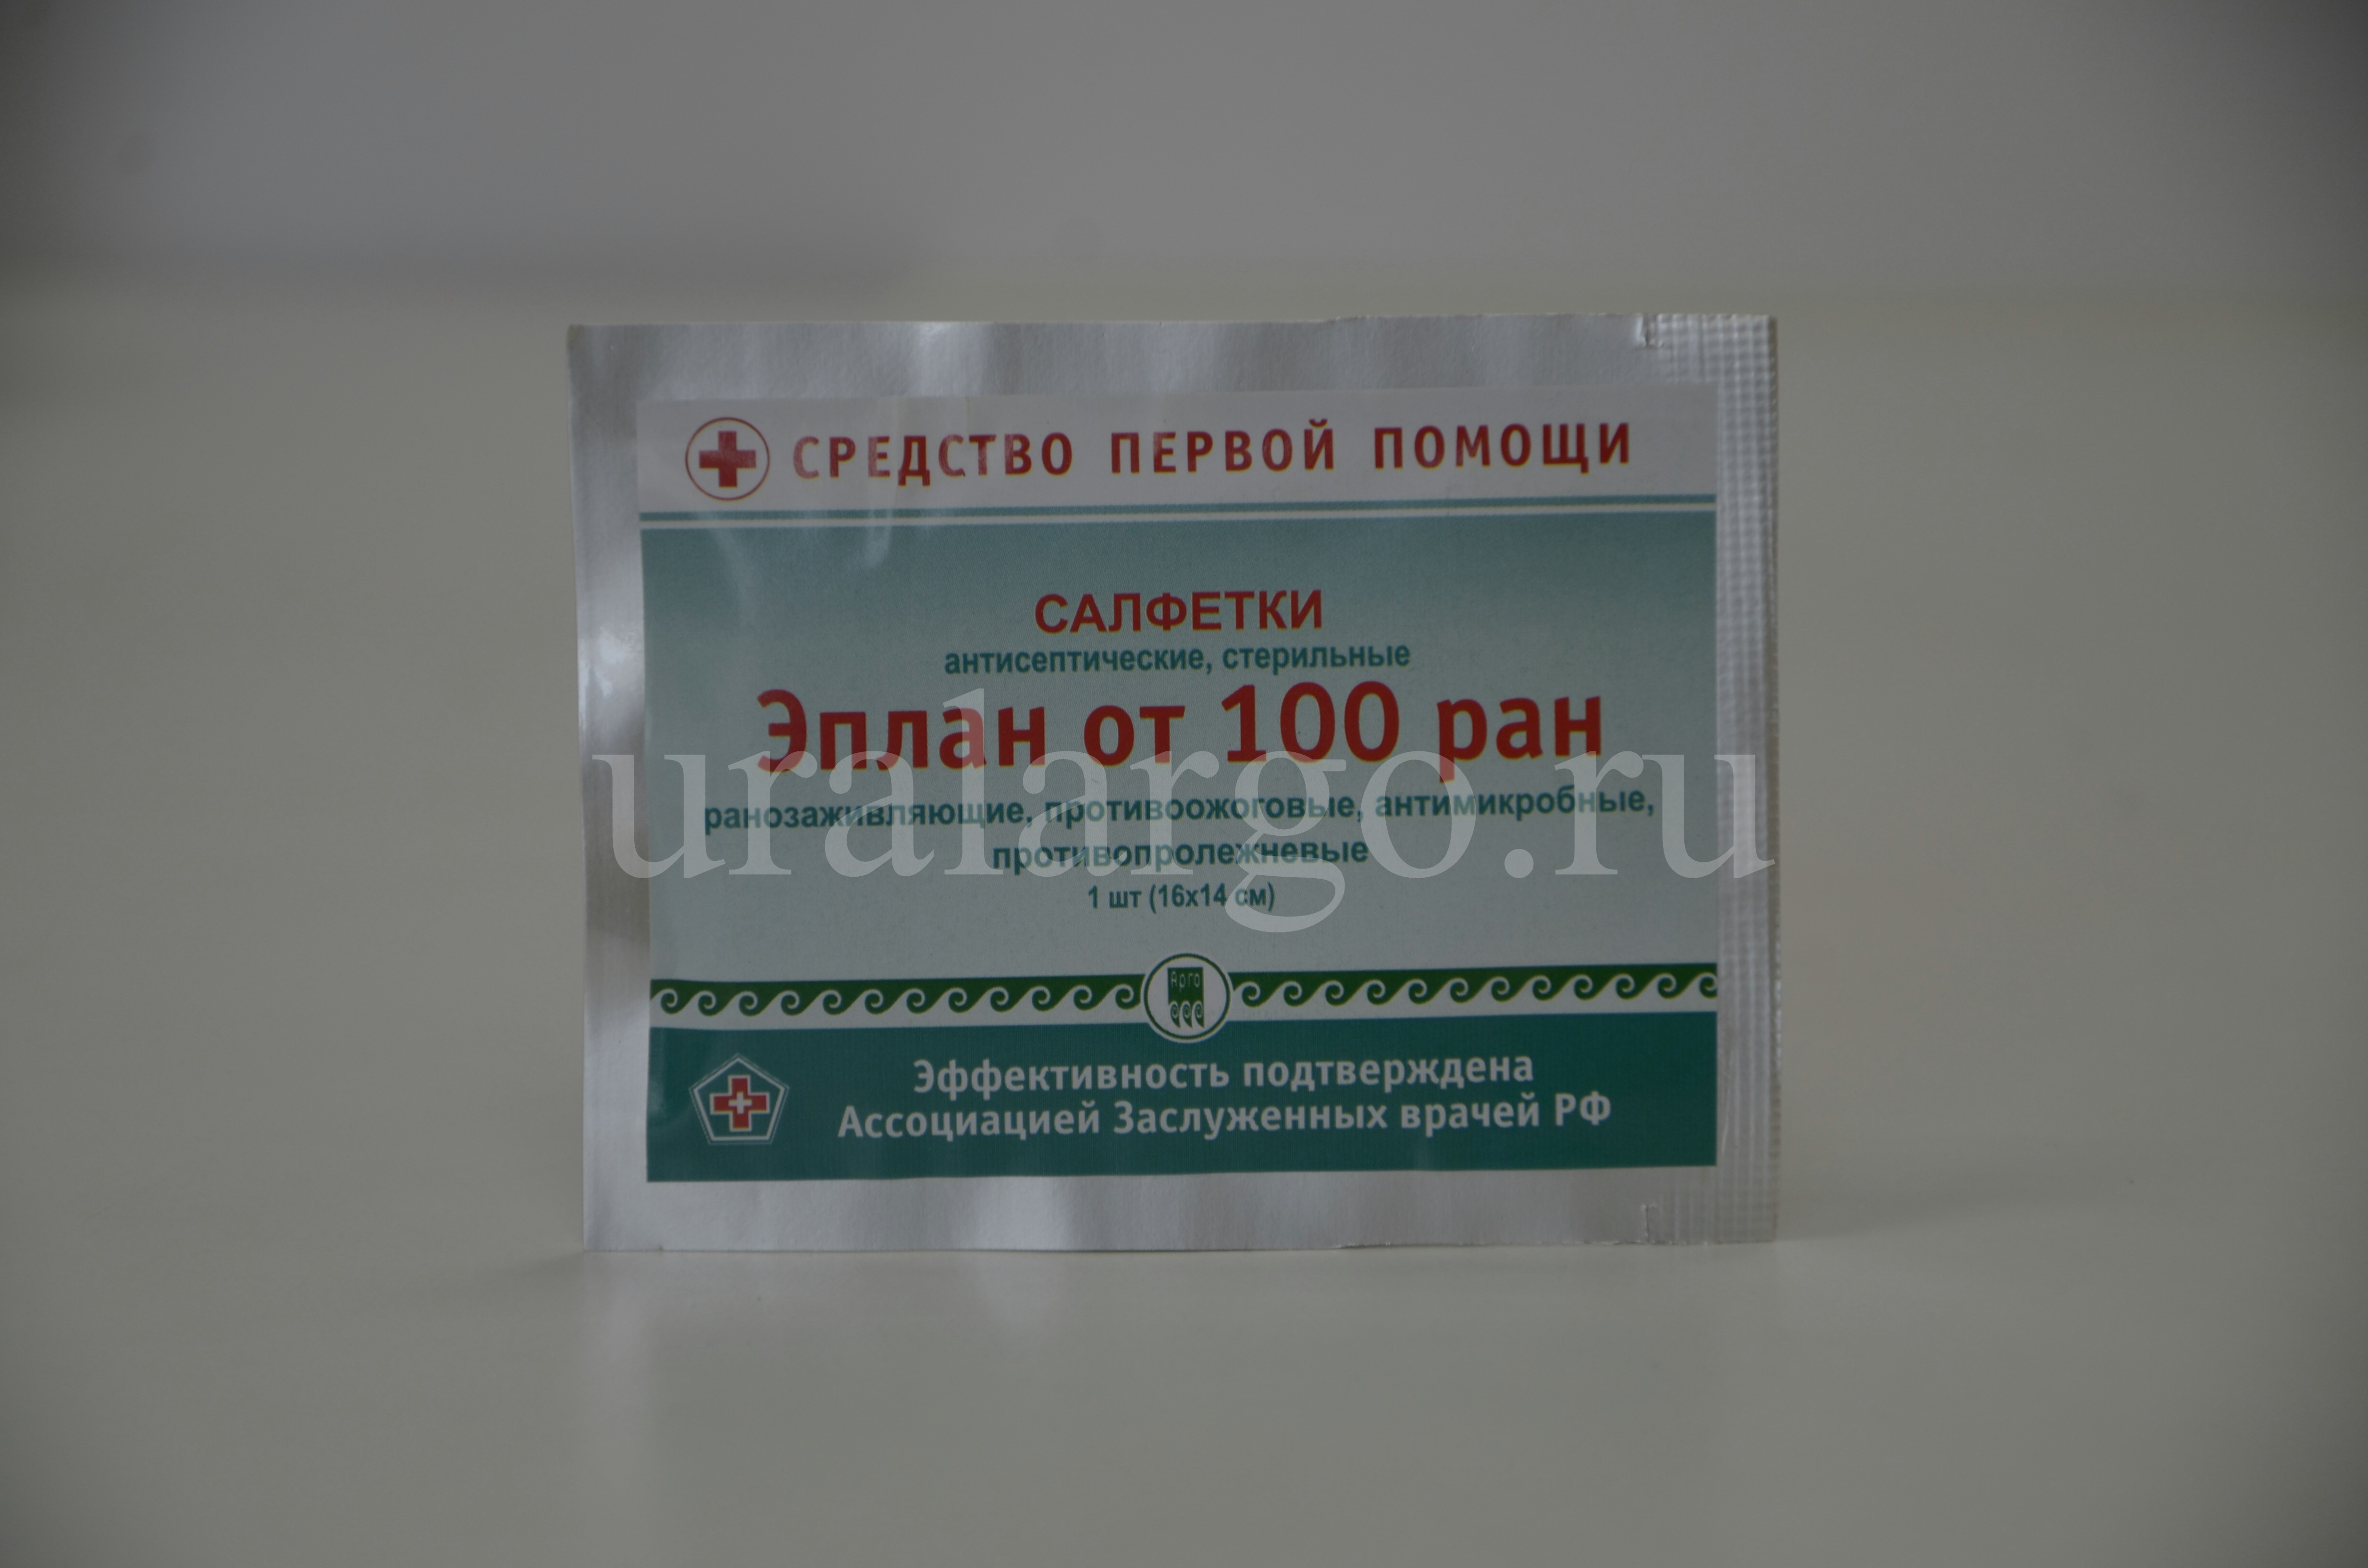 СРЕДСТВО ПЕРВОЙ ПОМОЩИ
САЛФЕТКИ
антисептические, стерильные
Эплан от 100 ран
uralargo.ru
ранозаживляющие, противоожоговые, антимикробные,
противопролежневые
1 шт (16х14 см)
Арго
Эффективность подтверждена
Ассоциацией Заслуженных врачей РФ